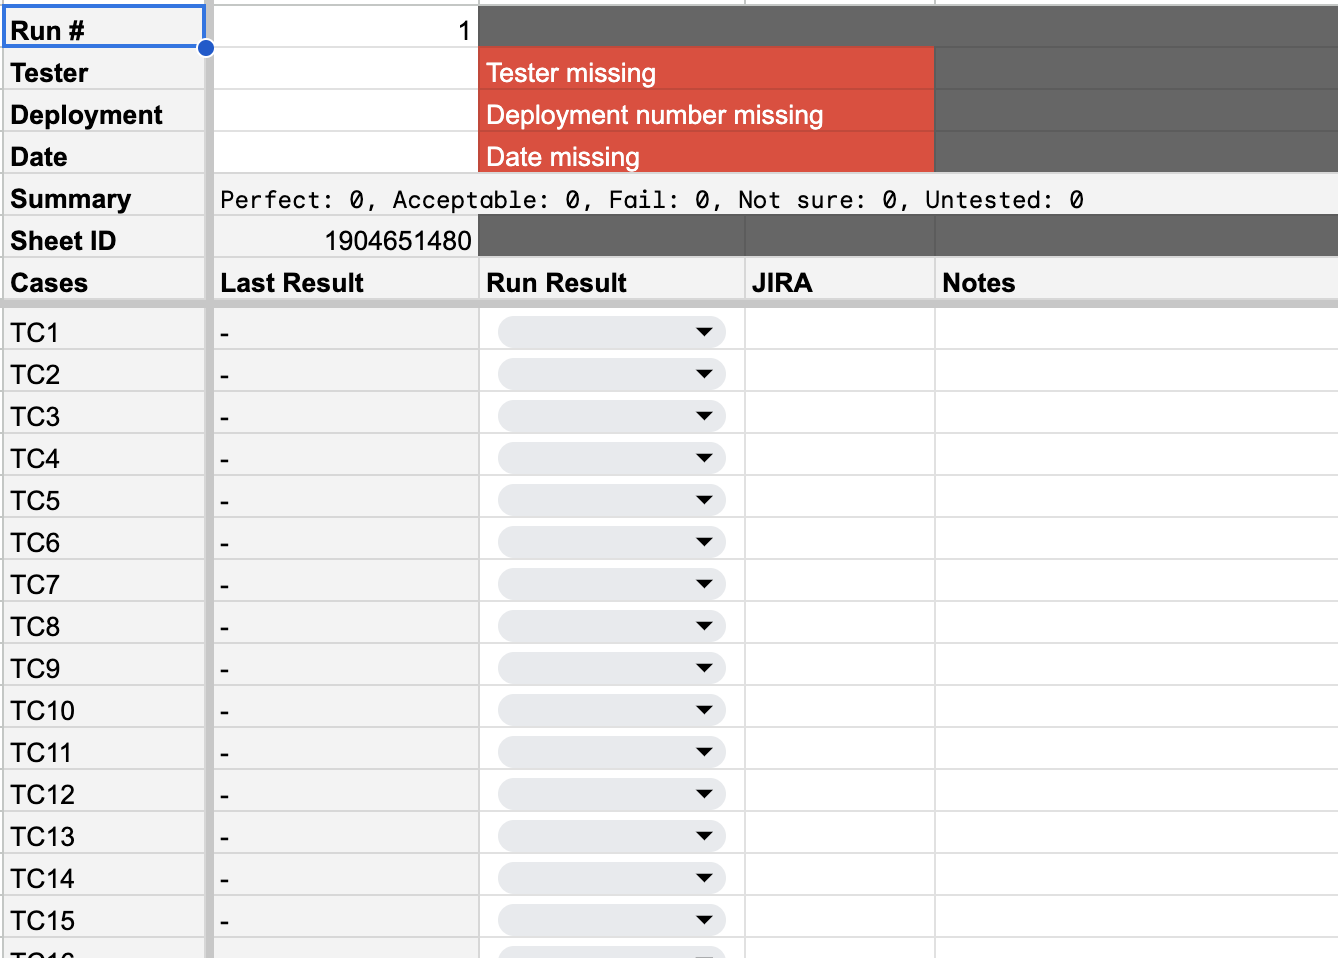 Run # 1
Tester Tester missing
Deployment Deployment number missing
Date Date missing
Summary Perfect: 0, Acceptable: 0, Fail: 0, Not sure: 0, Untested: 0
Sheet ID 1904651480
Cases Last Result Run Result JIRA Notes
TC1 -
TC2 -
TC3 -
TC4 -
TC5 -
TC6 -
TC7 -
TC8 -
TC9 -
TC10 -
TC11 -
TC12 -
TC13 -
TC14 -
TC15 -